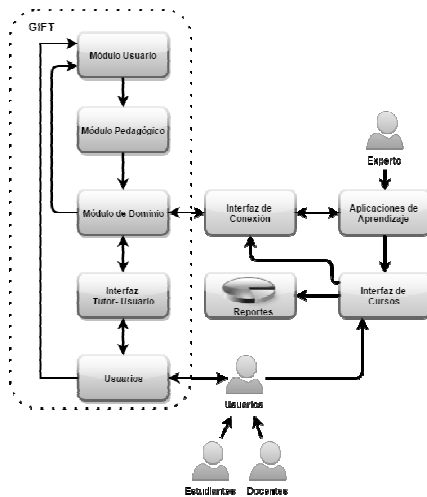 GIFT
Módulo Usuario
Módulo Pedagógico
Módulo de Dominio
Interfaz
Tutor- Usuario
Usuarios
Interfaz de
Conexión
Reportes
Experto
Aplicaciones de
Aprendizaje
Interfaz de
Cursos
Usuarios
Estudiantes
Docentes